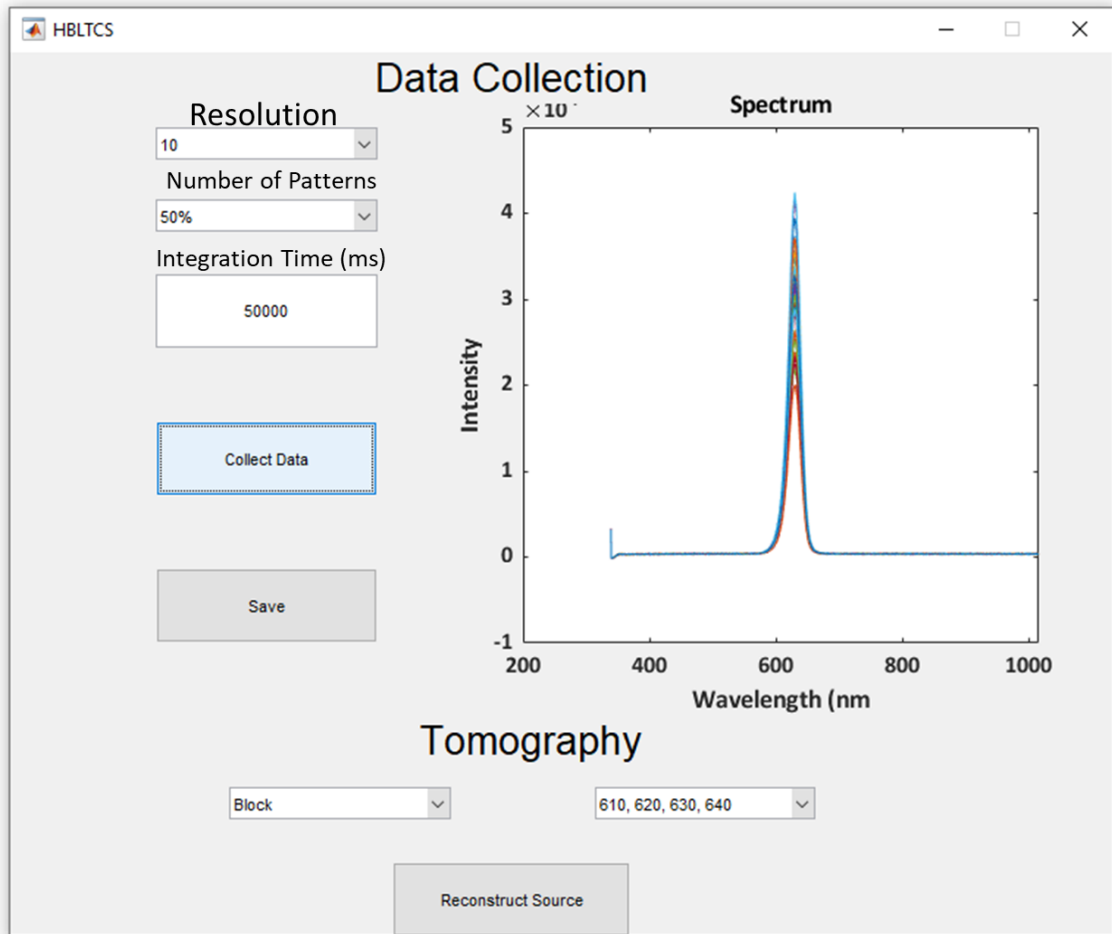 HBLTCS
Data Collection
Resolution
10
Number of Patterns
50%
Integration Time (ms)
50000
Collect Data
Save
Spectrum
×10
5
4
3
2
1
0
-1
200 400 600 800 1000
Intensity
Wavelength (nm
Tomography
Block
610, 620, 630, 640
Reconstruct Source